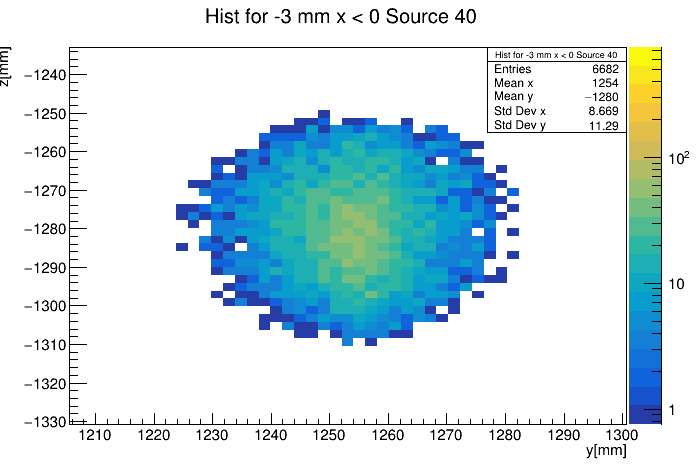 Hist for -3 mm x < 0 Source 40
z[mm]
Hist for -3 mm x < 0 Source 40
Entries 6682
Mean x 1254
Mean y −1280
Std Dev x 8.669
Std Dev y 11.29
−1240
−1250
−1260
−1270
−1280
−1290
−1300
−1310
−1320
−1330
10²
10
1
1210 1220 1230 1240 1250 1260 1270 1280 1290 1300
y[mm]